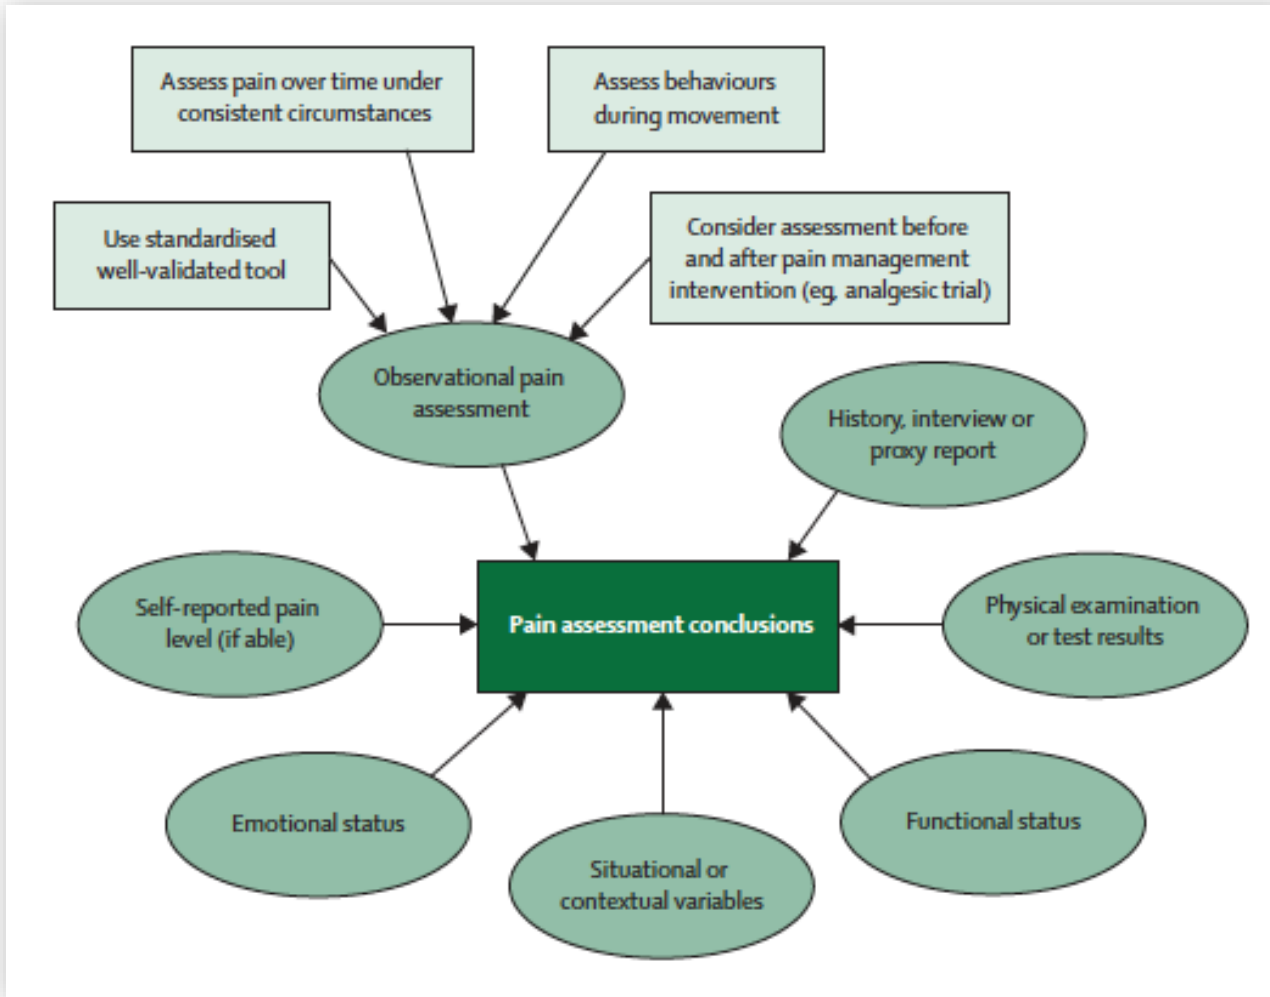 Assess pain over time under
consistent circumstances
Assess behaviours
during movement
Use standardised
well-validated tool
Consider assessment before
and after pain management
intervention (eg, analgesic trial)
Observational pain
assessment
History, interview or
proxy report
Self-reported pain
level (if able)
Pain assessment conclusions
Physical examination
or test results
Emotional status
Situational or
contextual variables
Functional status